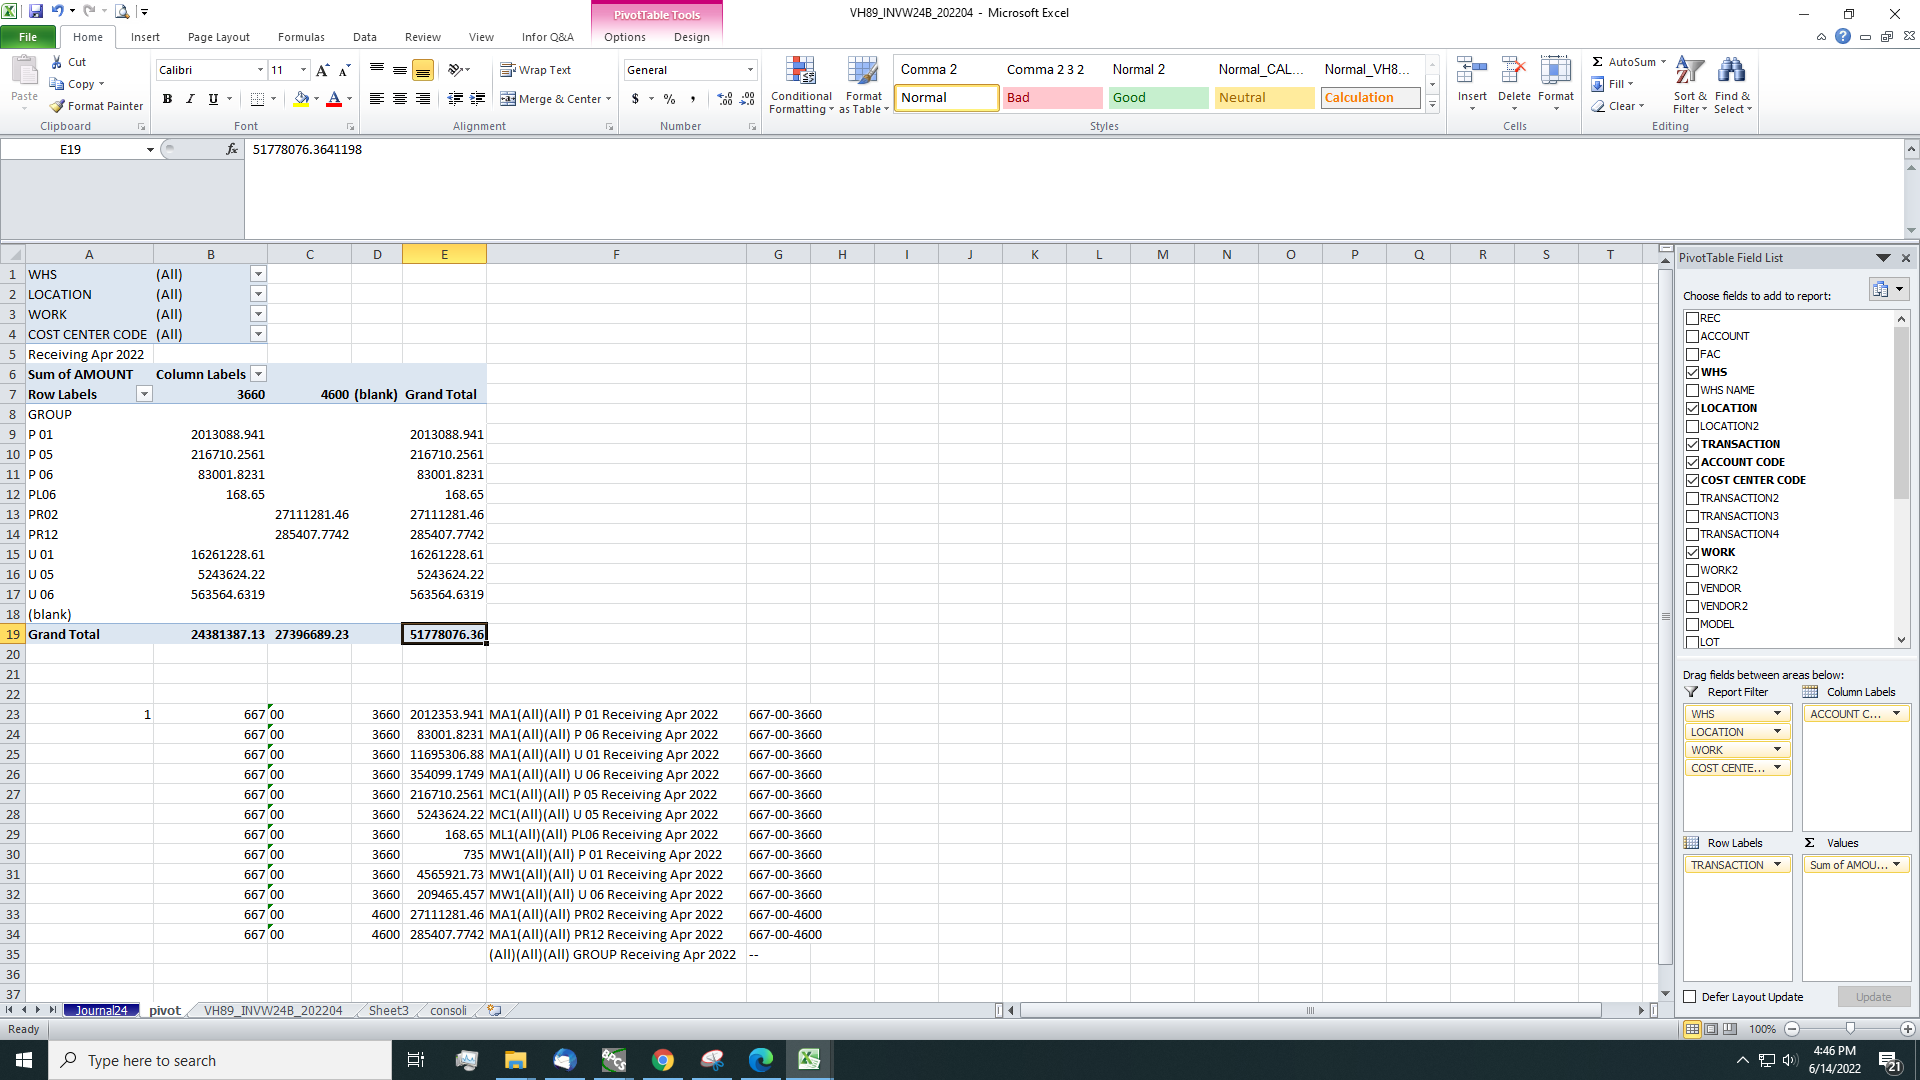 PivotTable Tools
VH89_INVW24B_202204 - Microsoft Excel
File Home Insert Page Layout Formulas Data Review View Infor Q&A Options Design
Paste
Cut
Copy
Format Painter
Clipboard
Calibri 11
B I U
Font
Wrap Text
Merge & Center
Alignment
General
$ % ,
Number
Conditional Formatting
Format as Table
Comma 2 Comma 2 3 2 Normal 2 Normal_CAL... Normal_VH8...
Normal Bad Good Neutral Calculation
Styles
Insert Delete Format
Cells
AutoSum
Fill
Clear
Sort & Filter
Find & Select
Editing
E19 fx 51778076.3641198
A B C D E F G H I J K L M N O P Q R S T
1 WHS (All)
2 LOCATION (All)
3 WORK (All)
4 COST CENTER CODE (All)
5 Receiving Apr 2022
6 Sum of AMOUNT Column Labels
7 Row Labels 3660 4600 (blank) Grand Total
8 GROUP
9 P 01 2013088.941 2013088.941
10 P 05 216710.2561 216710.2561
11 P 06 83001.8231 83001.8231
12 PL06 168.65 168.65
13 PR02 27111281.46 27111281.46
14 PR12 285407.7742 285407.7742
15 U 01 16261228.61 16261228.61
16 U 05 5243624.22 5243624.22
17 U 06 563564.6319 563564.6319
18 (blank)
19 Grand Total 24381387.13 27396689.23 51778076.36
20
21
22
23 1 667 00 3660 2012353.941 MA1(All)(All) P 01 Receiving Apr 2022 667-00-3660
24 667 00 3660 83001.8231 MA1(All)(All) P 06 Receiving Apr 2022 667-00-3660
25 667 00 3660 11695306.88 MA1(All)(All) U 01 Receiving Apr 2022 667-00-3660
26 667 00 3660 354099.1749 MA1(All)(All) U 06 Receiving Apr 2022 667-00-3660
27 667 00 3660 216710.2561 MC1(All)(All) P 05 Receiving Apr 2022 667-00-3660
28 667 00 3660 5243624.22 MC1(All)(All) U 05 Receiving Apr 2022 667-00-3660
29 667 00 3660 168.65 ML1(All)(All) PL06 Receiving Apr 2022 667-00-3660
30 667 00 3660 735 MW1(All)(All) P 01 Receiving Apr 2022 667-00-3660
31 667 00 3660 4565921.73 MW1(All)(All) U 01 Receiving Apr 2022 667-00-3660
32 667 00 3660 209465.457 MW1(All)(All) U 06 Receiving Apr 2022 667-00-3660
33 667 00 4600 27111281.46 MA1(All)(All) PR02 Receiving Apr 2022 667-00-4600
34 667 00 4600 285407.7742 MA1(All)(All) PR12 Receiving Apr 2022 667-00-4600
35 (All)(All)(All) GROUP Receiving Apr 2022 --
36
37
PivotTable Field List
Choose fields to add to report:
REC
ACCOUNT
FAC
WHS
WHS NAME
LOCATION
LOCATION2
TRANSACTION
ACCOUNT CODE
COST CENTER CODE
TRANSACTION2
TRANSACTION3
TRANSACTION4
WORK
WORK2
VENDOR
VENDOR2
MODEL
LOT
Drag fields between areas below:
Report Filter
WHS
LOCATION
WORK
COST CENTE...
Column Labels
ACCOUNT C...
Row Labels
TRANSACTION
Σ Values
Sum of AMOU...
Defer Layout Update Update
Journal24 pivot VH89_INVW24B_202204 Sheet3 consoli
Ready 100%
Type here to search
BPCS
4:46 PM
6/14/2022
21